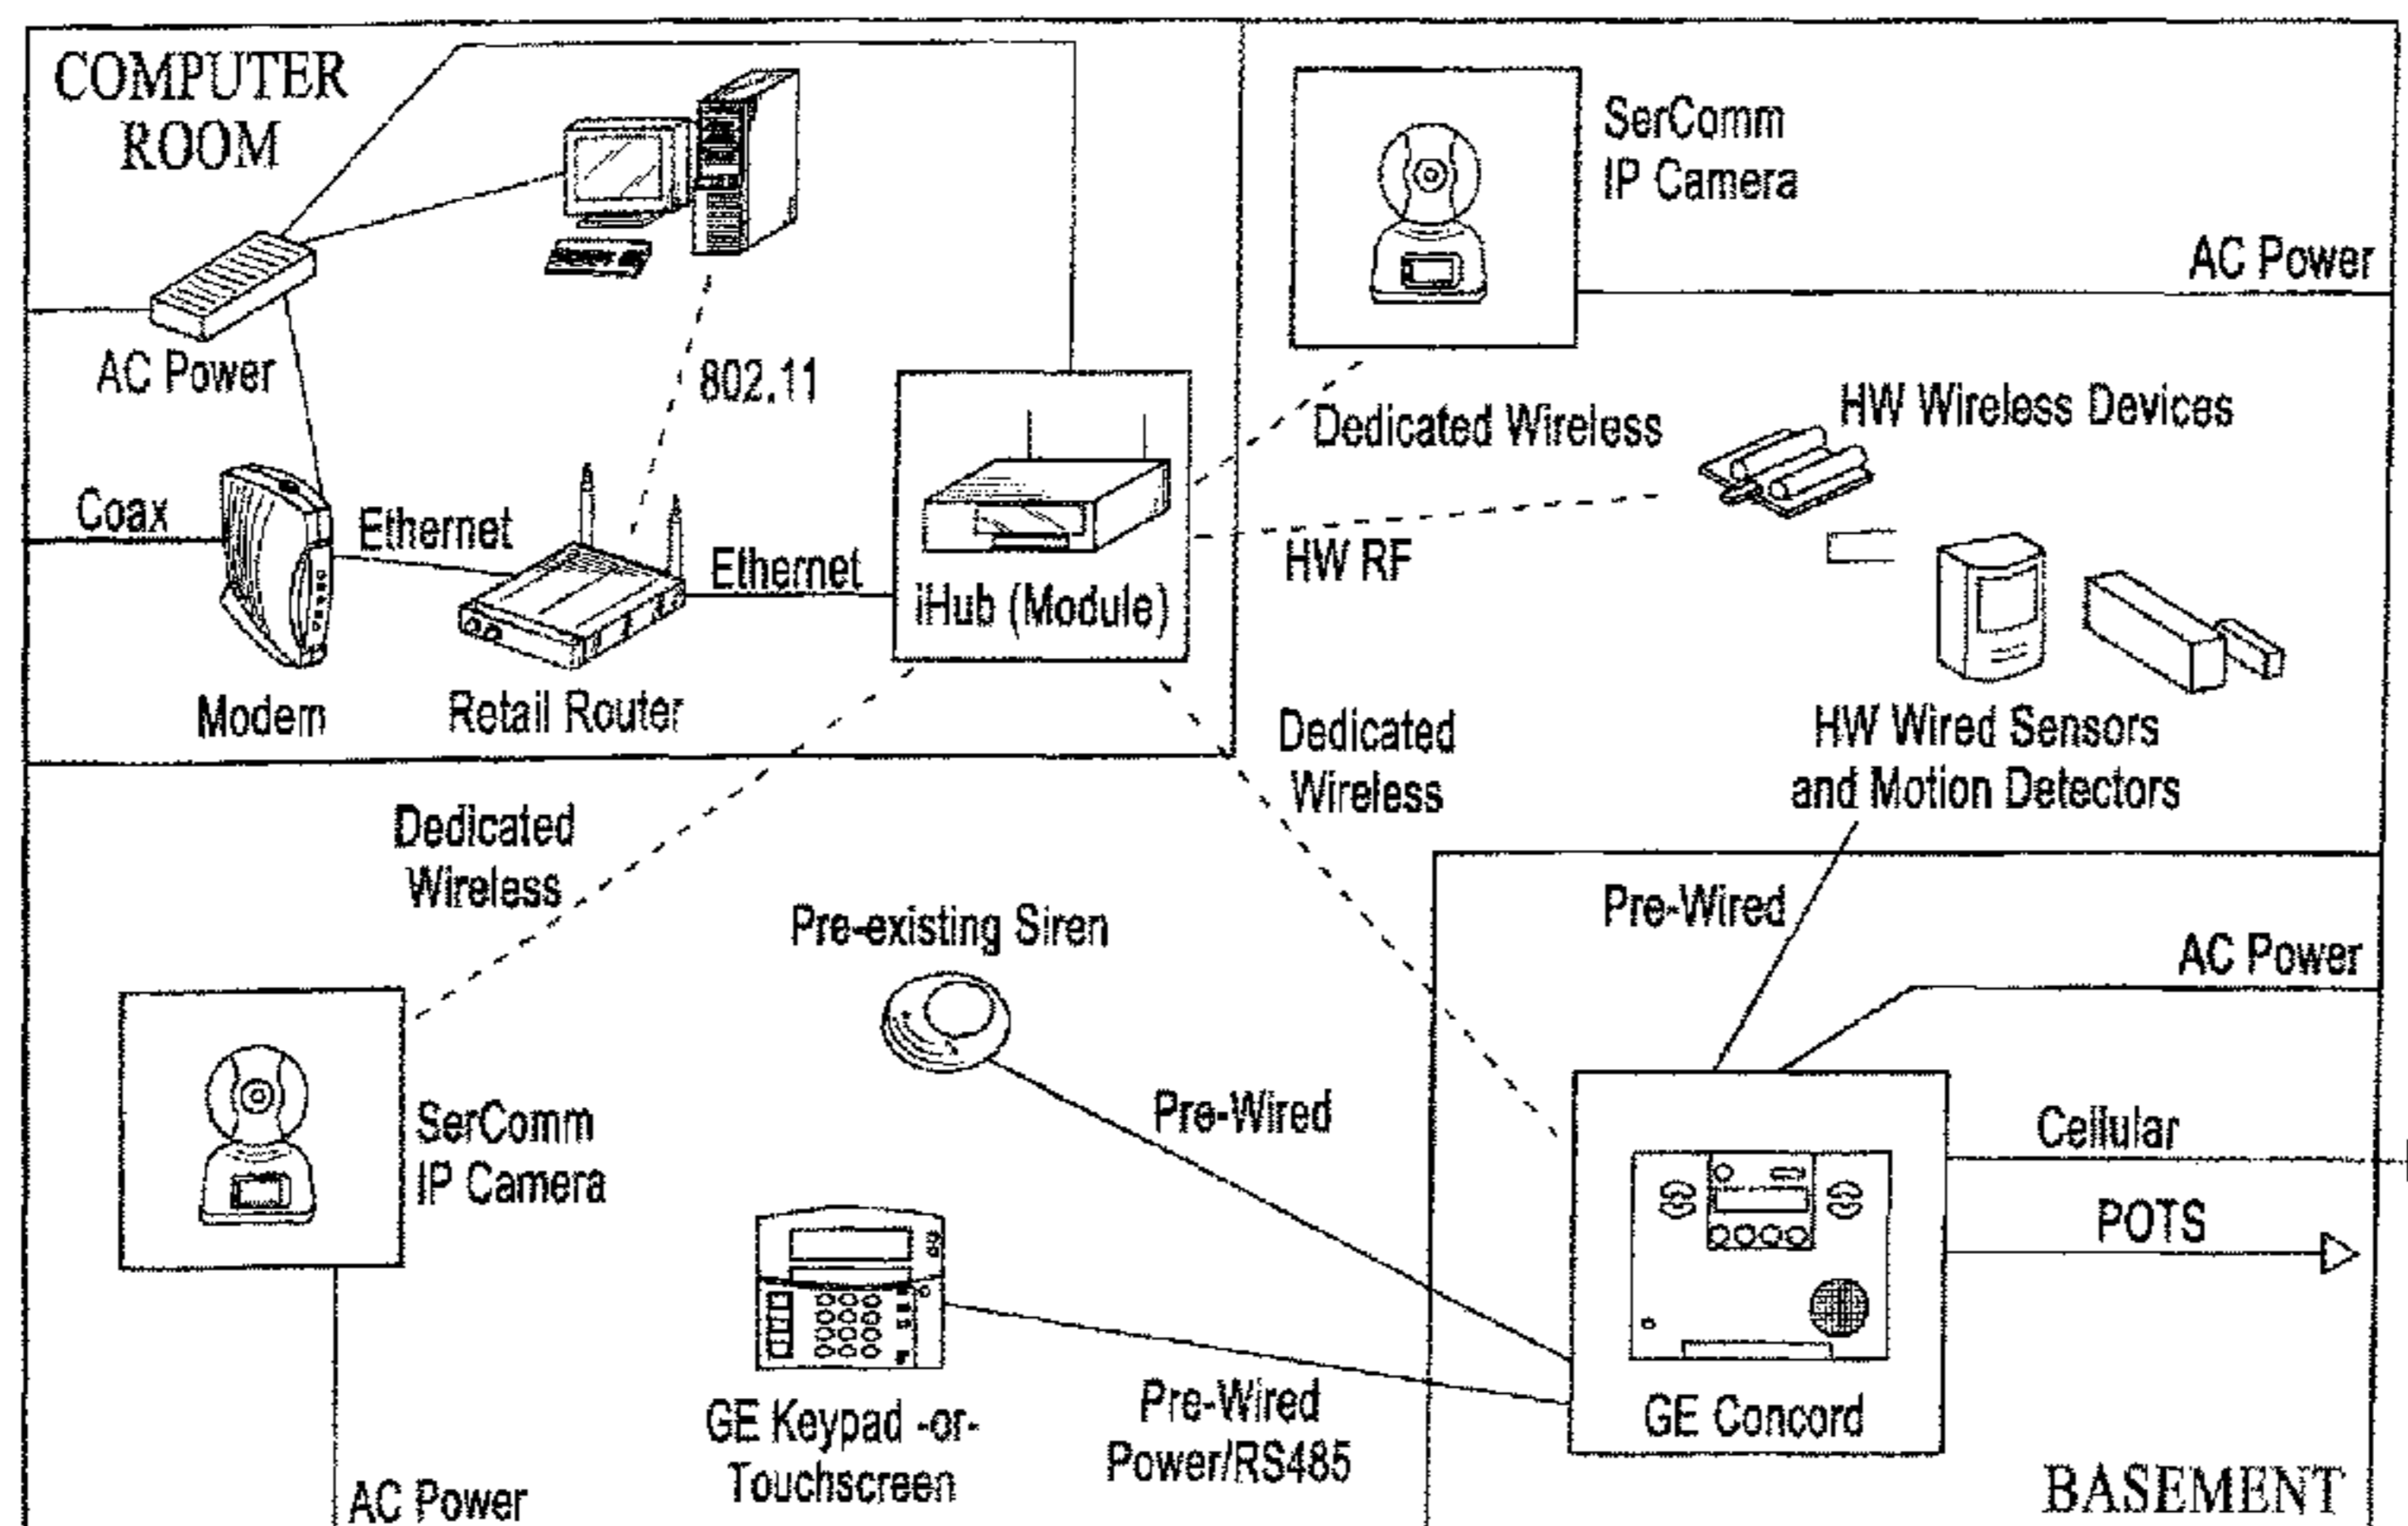 COMPUTER
ROOM
AC Power
802.11
Coax
Ethernet
Ethernet
iHub (Module)
Modem
Retail Router
SerComm
IP Camera
AC Power
Dedicated Wireless
HW Wireless Devices
HW RF
HW Wired Sensors
and Motion Detectors
Dedicated
Wireless
Dedicated
Wireless
Pre-existing Siren
Pre-Wired
AC Power
SerComm
IP Camera
Pre-Wired
Cellular
POTS
GE Concord
GE Keypad -or-
Touchscreen
Pre-Wired
Power/RS485
AC Power
BASEMENT